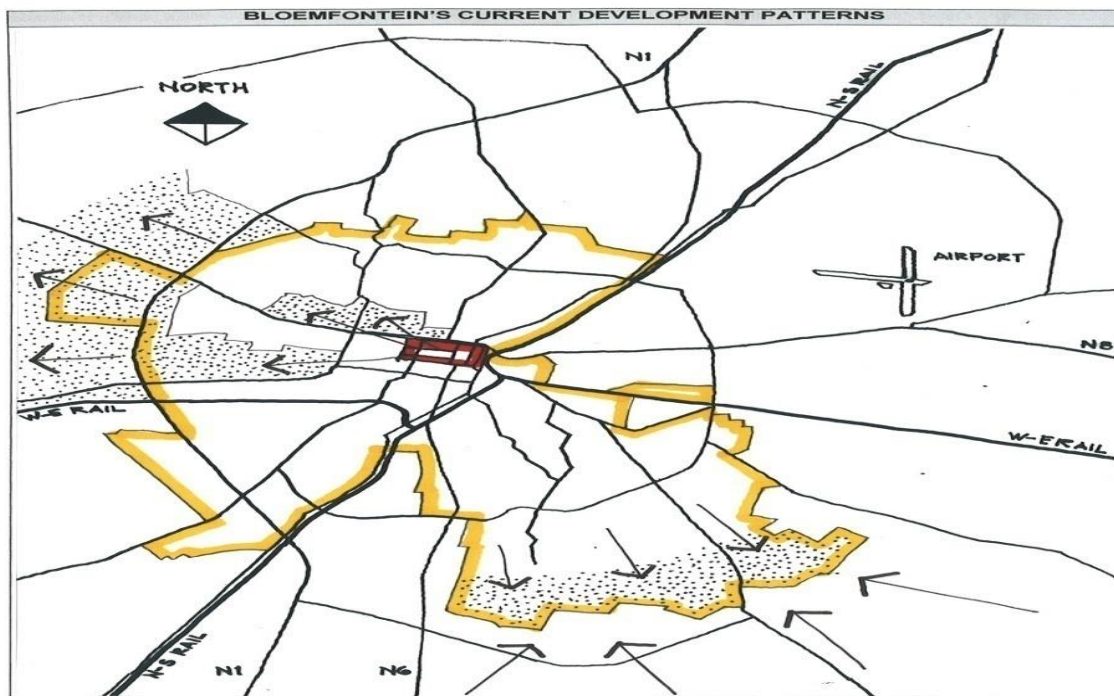 BLOEMFONTEIN'S CURRENT DEVELOPMENT PATTERNS
N1
NORTH
N-S RAIL
AIRPORT
N8
W-S RAIL
W-E RAIL
N-S RAIL
N1
N6